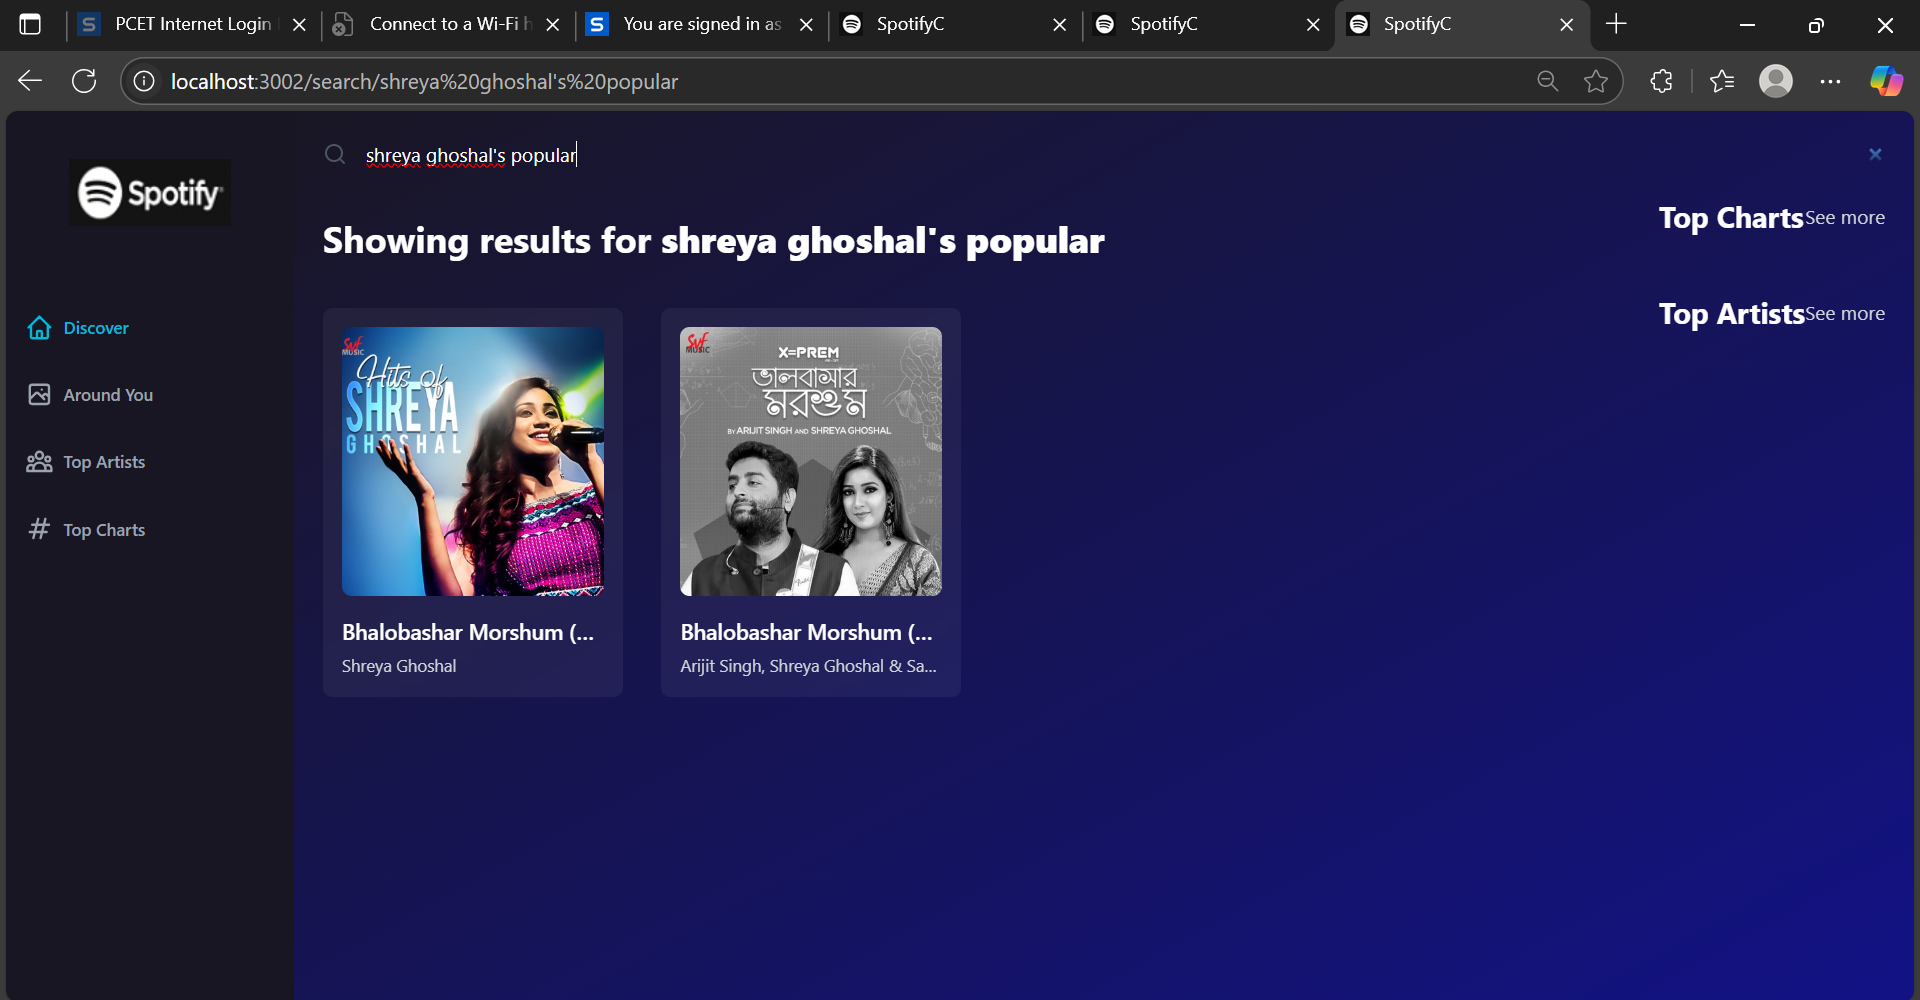 PCET Internet Login
Connect to a Wi-Fi h
You are signed in as
SpotifyC
SpotifyC
SpotifyC
localhost:3002/search/shreya%20ghoshal's%20popular
Spotify
Discover
Around You
Top Artists
Top Charts
shreya ghoshal's popular
Showing results for shreya ghoshal's popular
SVF
MUSIC
Hits of
SHREYA
GHOSHAL
Bhalobashar Morshum (...
Shreya Ghoshal
SVF
MUSIC
X=PREM
ভালবাসার
মরশুম
BY ARIJIT SINGH AND SHREYA GHOSHAL
Bhalobashar Morshum (...
Arijit Singh, Shreya Ghoshal & Sa...
Top Charts See more
Top Artists See more